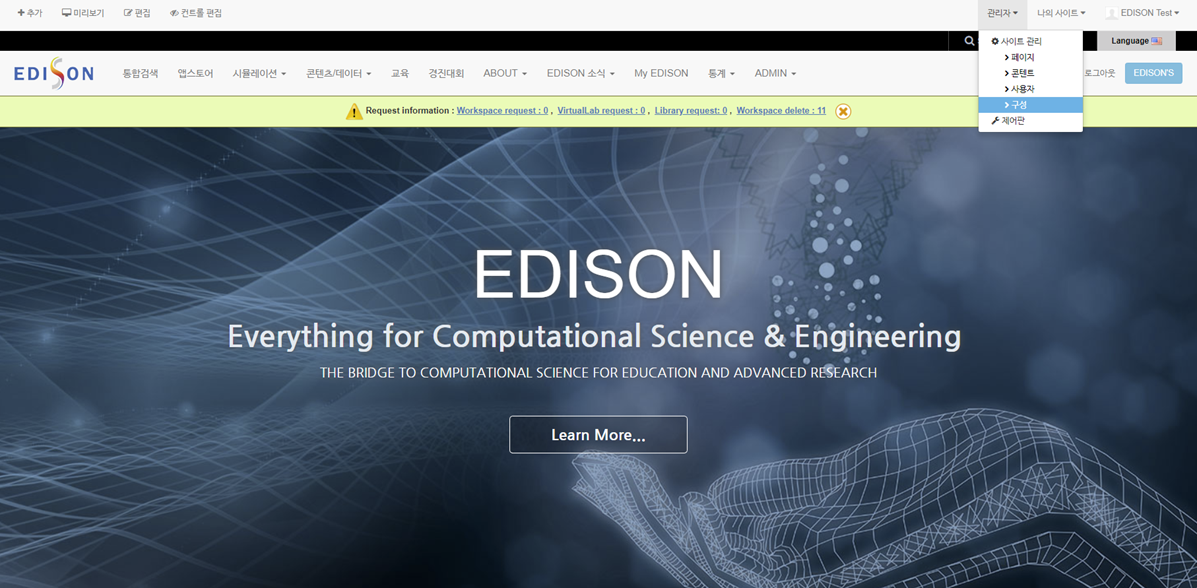 추가 미리보기 편집 컨트롤 편집 관리자 나의 사이트 EDISON Test
사이트 관리
페이지
콘텐트
사용자
구성
제어판
Language
EDISON 통합검색 앱스토어 시뮬레이션 콘텐츠/데이터 교육 경진대회 ABOUT EDISON 소식 My EDISON 통계 ADMIN 로그아웃 EDISON'S
Request information : Workspace request : 0 , VirtualLab request : 0 , Library request: 0 , Workspace delete : 11
EDISON
Everything for Computational Science & Engineering
THE BRIDGE TO COMPUTATIONAL SCIENCE FOR EDUCATION AND ADVANCED RESEARCH
Learn More...